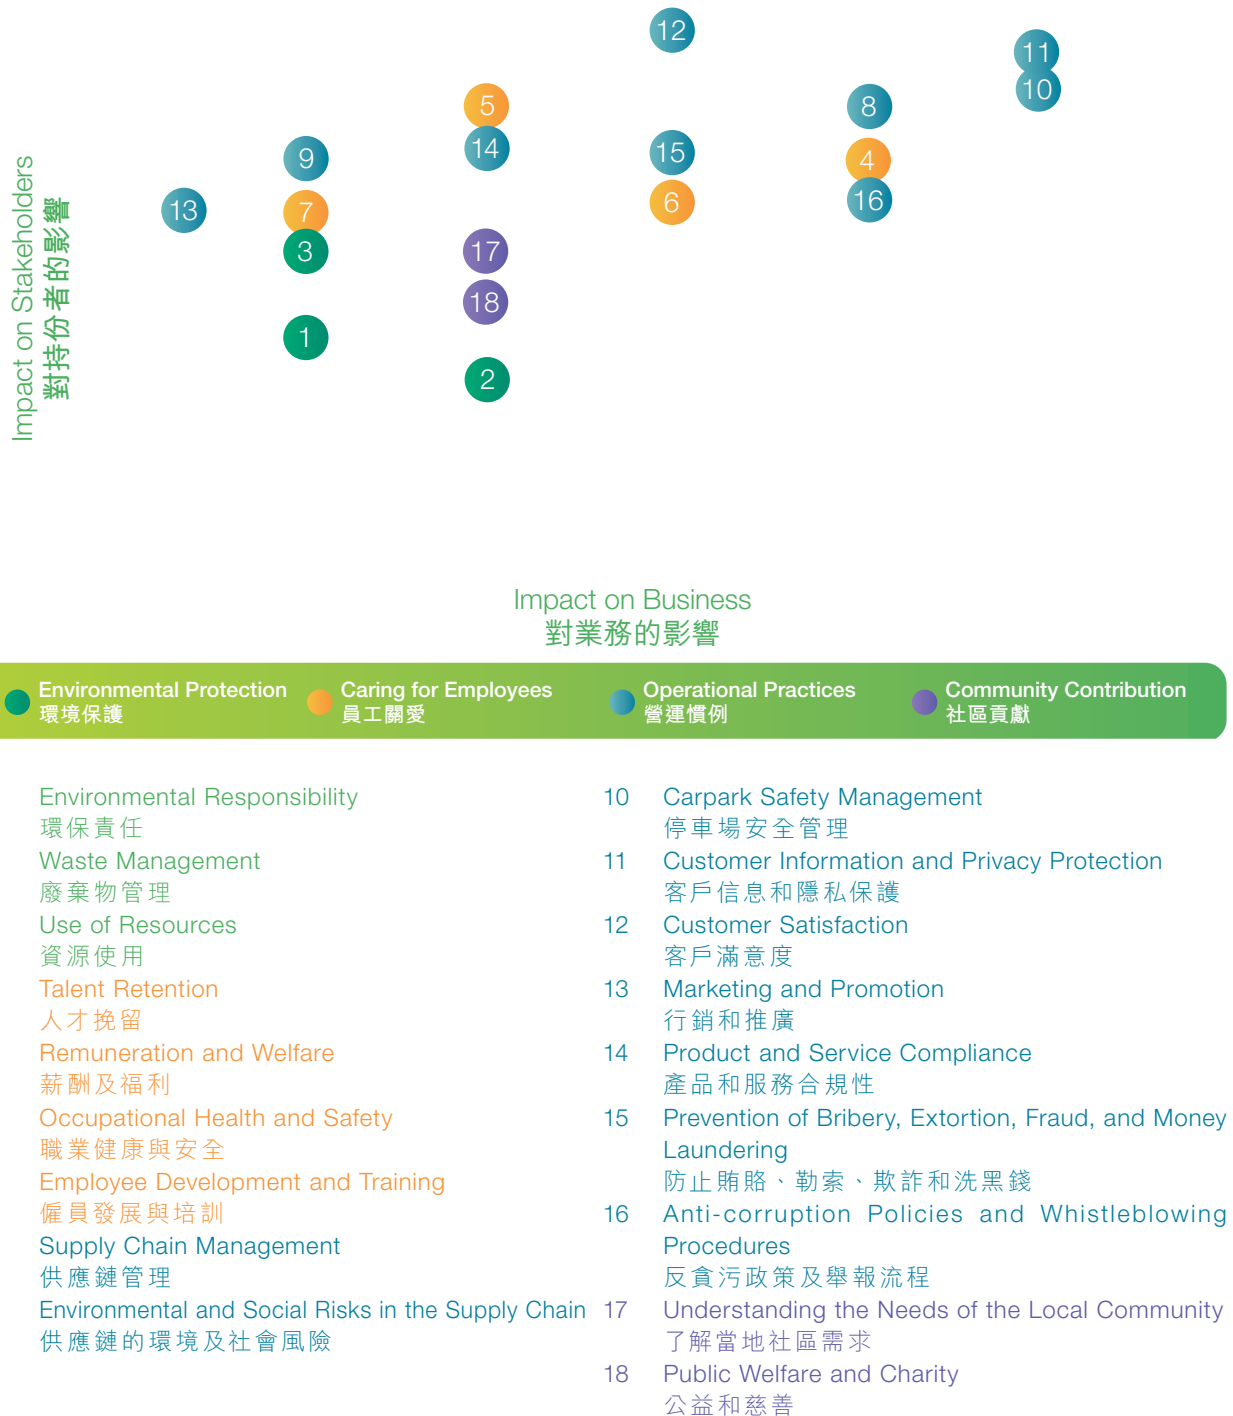 12
11
10
5
8
14
15
9
4
6
16
13
7
3
17
18
1
2
Impact on Stakeholders
對持份者的影響
Impact on Business
對業務的影響
Environmental Protection
環境保護
Caring for Employees
員工關愛
Operational Practices
營運慣例
Community Contribution
社區貢獻
Environmental Responsibility
環保責任
Waste Management
廢棄物管理
Use of Resources
資源使用
Talent Retention
人才挽留
Remuneration and Welfare
薪酬及福利
Occupational Health and Safety
職業健康與安全
Employee Development and Training
僱員發展與培訓
Supply Chain Management
供應鏈管理
Environmental and Social Risks in the Supply Chain
供應鏈的環境及社會風險
10 Carpark Safety Management
停車場安全管理
11 Customer Information and Privacy Protection
客戶信息和隱私保護
12 Customer Satisfaction
客戶滿意度
13 Marketing and Promotion
行銷和推廣
14 Product and Service Compliance
產品和服務合規性
15 Prevention of Bribery, Extortion, Fraud, and Money
Laundering
防止賄賂、勒索、欺詐和洗黑錢
16 Anti-corruption Policies and Whistleblowing
Procedures
反貪污政策及舉報流程
17 Understanding the Needs of the Local Community
了解當地社區需求
18 Public Welfare and Charity
公益和慈善